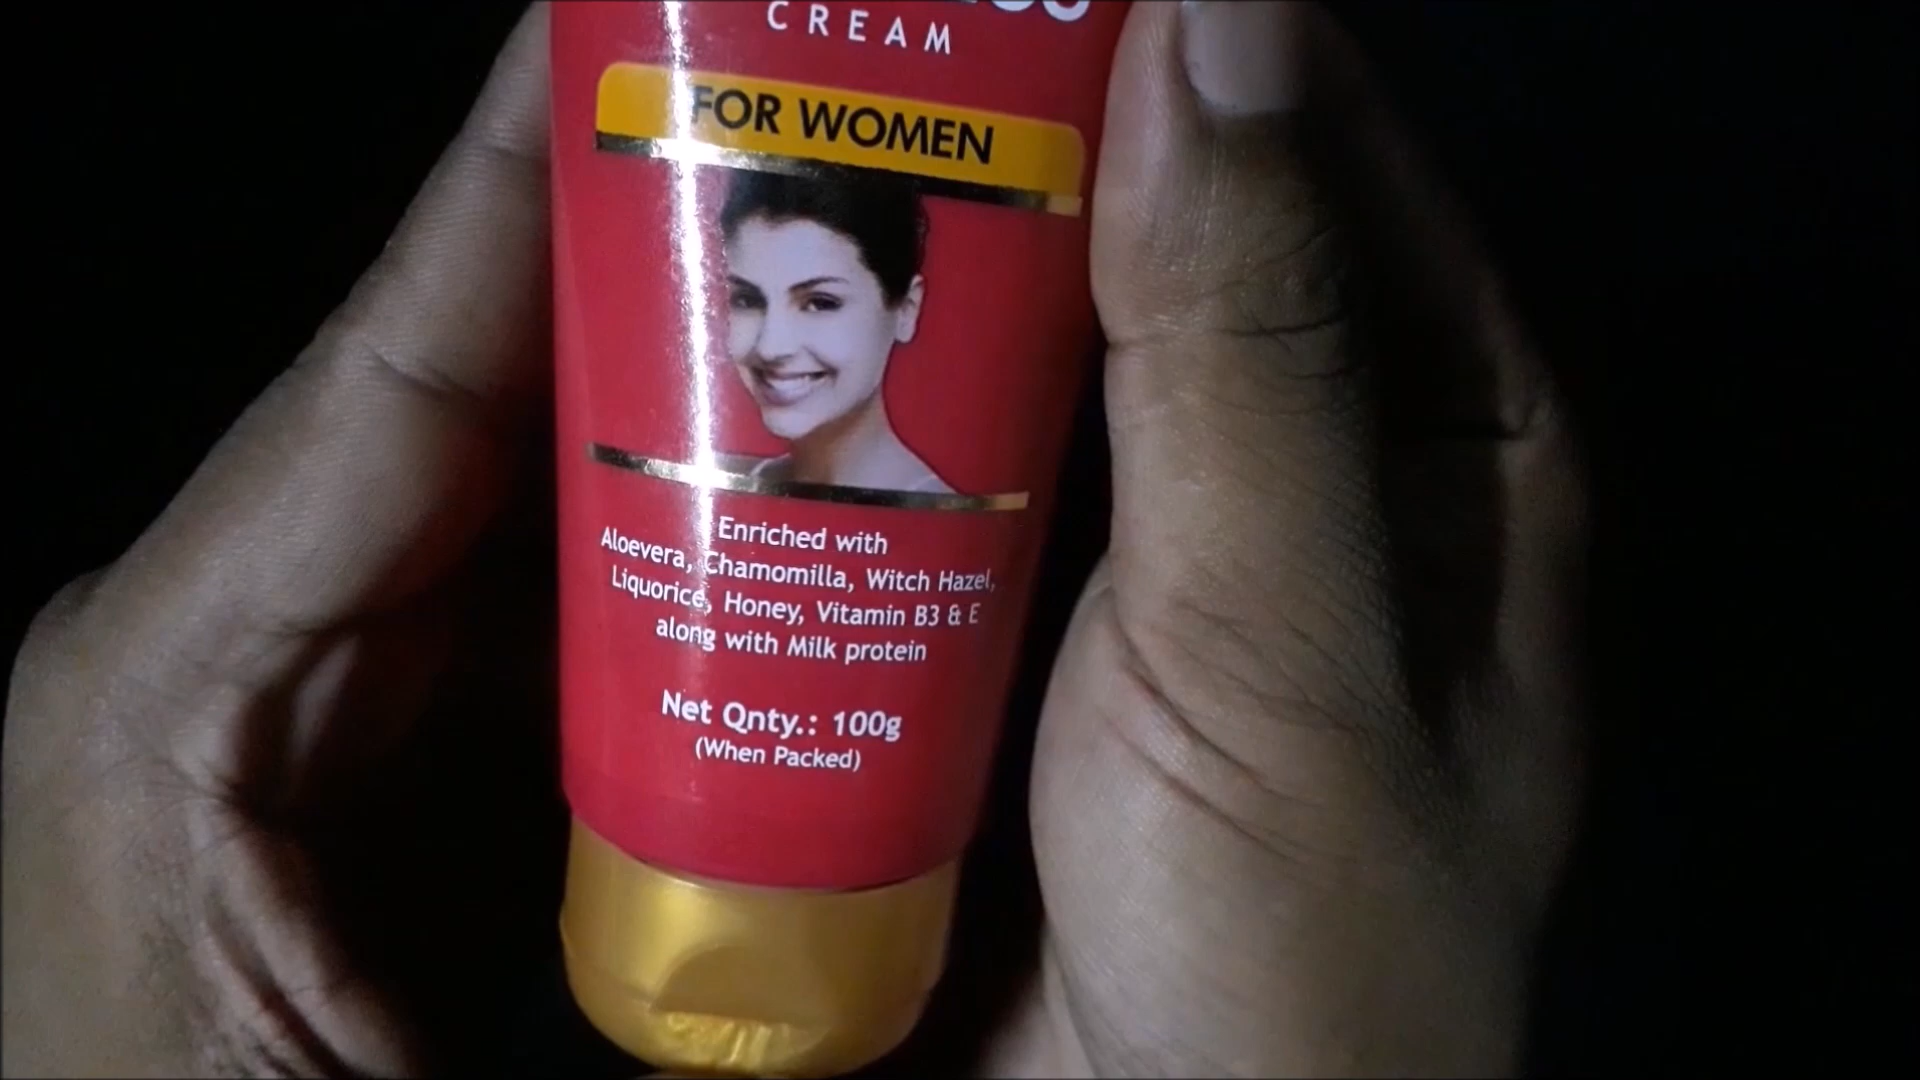 CREAM
FOR WOMEN
Enriched with
Aloevera, Chamomilla, Witch Hazel,
Liquorice, Honey, Vitamin B3 & E
along with Milk protein
Net Qnty.: 100g
(When Packed)